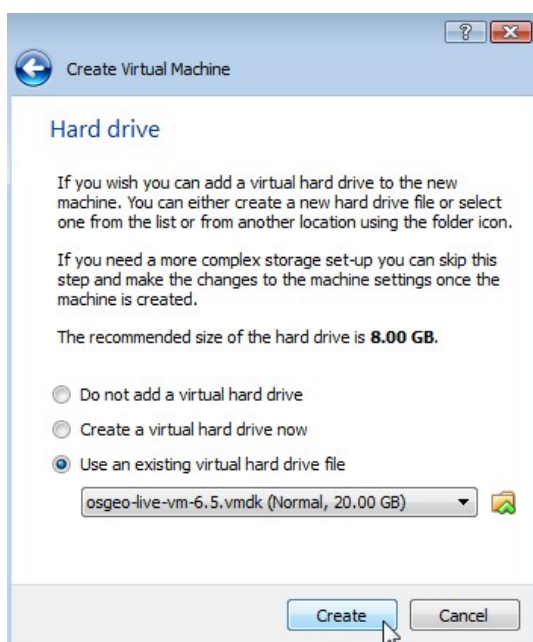 ?
Create Virtual Machine
Hard drive
If you wish you can add a virtual hard drive to the new
machine. You can either create a new hard drive file or select
one from the list or from another location using the folder icon.
If you need a more complex storage set-up you can skip this
step and make the changes to the machine settings once the
machine is created.
The recommended size of the hard drive is 8.00 GB.
Do not add a virtual hard drive
Create a virtual hard drive now
Use an existing virtual hard drive file
osgeo-live-vm-6.5.vmdk (Normal, 20.00 GB)
Create Cancel